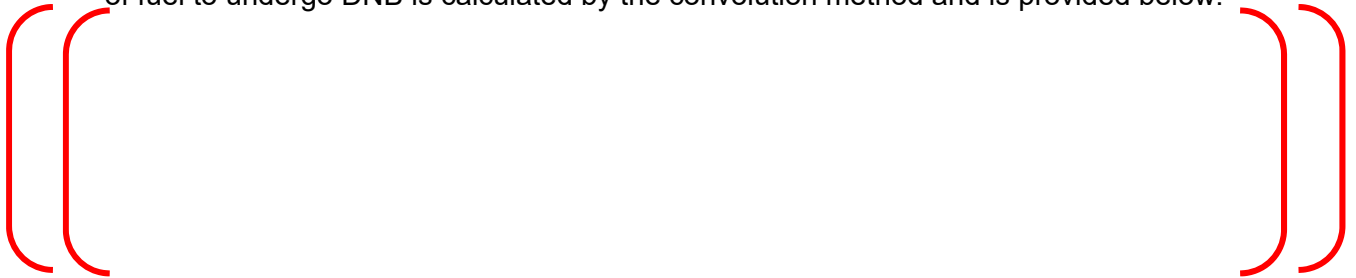 of fuel to undergo DNB is calculated by the convolution method and is provided below.